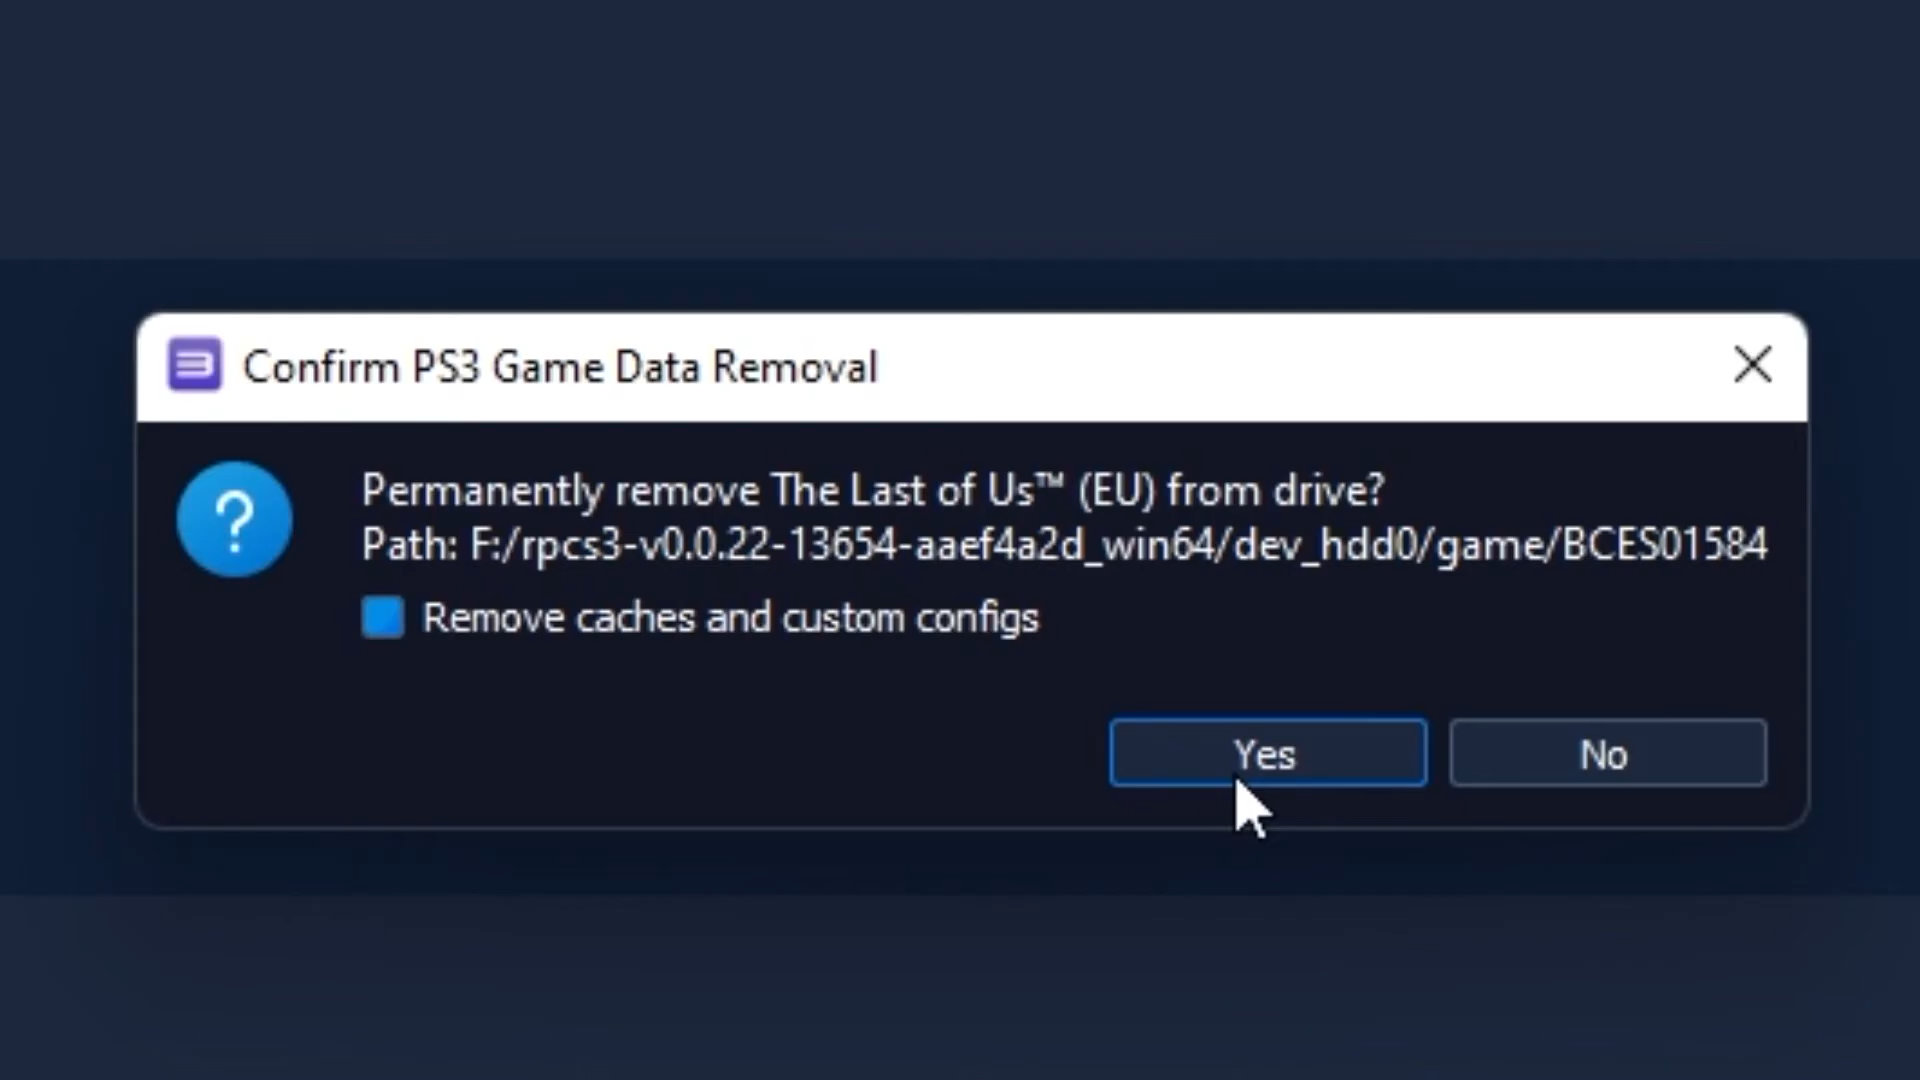 Confirm PS3 Game Data Removal
Permanently remove The Last of Us™ (EU) from drive?
Path: F:/rpcs3-v0.0.22-13654-aaef4a2d_win64/dev_hdd0/game/BCES01584
Remove caches and custom configs
Yes No